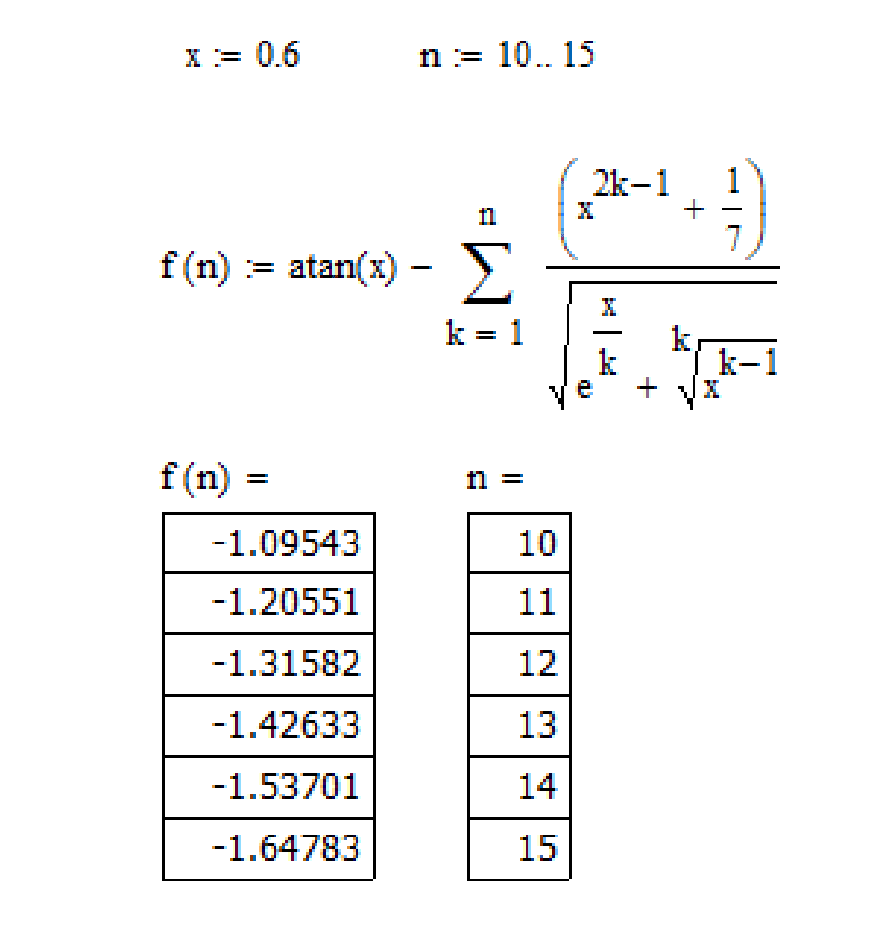 x := 0.6 n := 10.. 15
f(n) := atan(x) − ∑_{k = 1}^{n} (x^{2k−1} + 1/7) / √(e^{x/k} + ᵏ√(x^{k−1}))
f(n) = n =
-1.09543 10
-1.20551 11
-1.31582 12
-1.42633 13
-1.53701 14
-1.64783 15